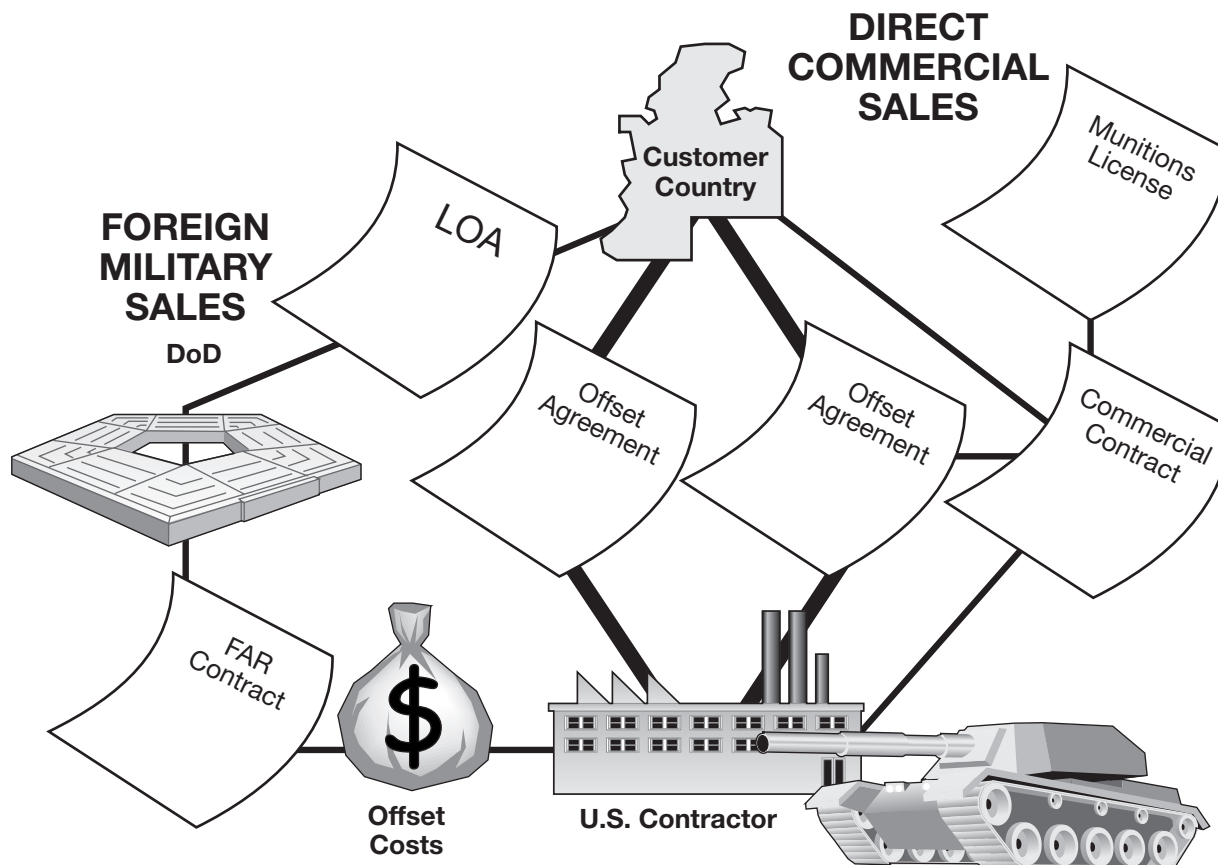 DIRECT
COMMERCIAL
SALES
Munitions
License
Customer
Country
LOA
FOREIGN
MILITARY
SALES
DoD
Offset
Agreement
Offset
Agreement
Commercial
Contract
FAR
Contract
$
Offset
Costs
U.S. Contractor